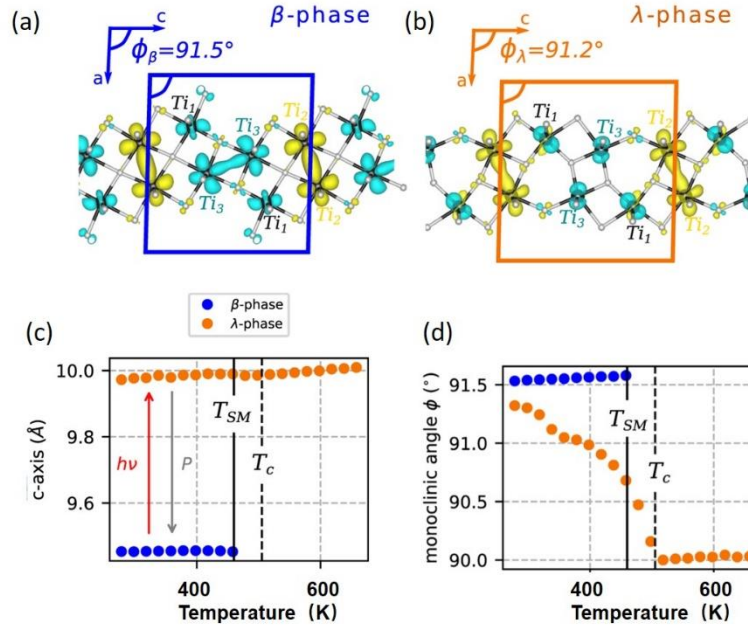 (a)
β-phase
c
ϕβ=91.5°
a
Ti1
Ti3
Ti2
Ti3
Ti1
Ti2
(b)
λ-phase
c
ϕλ=91.2°
a
Ti1
Ti3
Ti2
Ti3
Ti1
Ti2
(c)
β-phase
λ-phase
10.0
9.8
9.6
c-axis (Å)
hν
P
TSM
Tc
400
600
Temperature (K)
(d)
91.5
91.0
90.5
90.0
monoclinic angle ϕ (°)
TSM
Tc
400
600
Temperature (K)